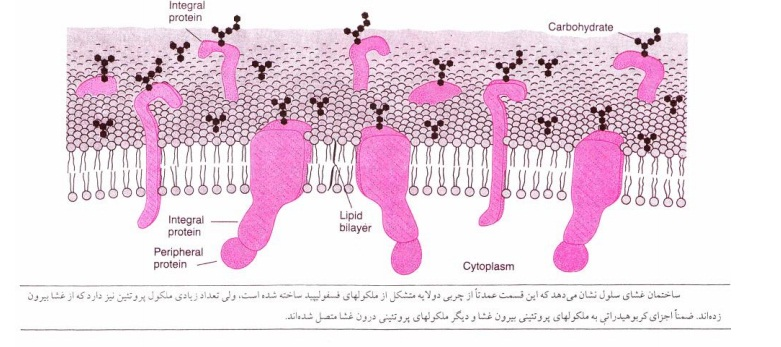 Integral
protein
Carbohydrate
Integral
protein
Lipid
bilayer
Peripheral
protein
Cytoplasm
ساختمان غشای سلول نشان می‌دهد که این قسمت عمدتاً از چربی دولایه متشکل از ملکولهای فسفولیپید ساخته شده است، ولی تعداد زیادی ملکول پروتئین نیز دارد که از غشا بیرون
زده‌اند. ضمناً اجزای کربوهیدراتی به ملکولهای پروتئینی بیرون غشا و دیگر ملکولهای پروتئینی درون غشا متصل شده‌اند.